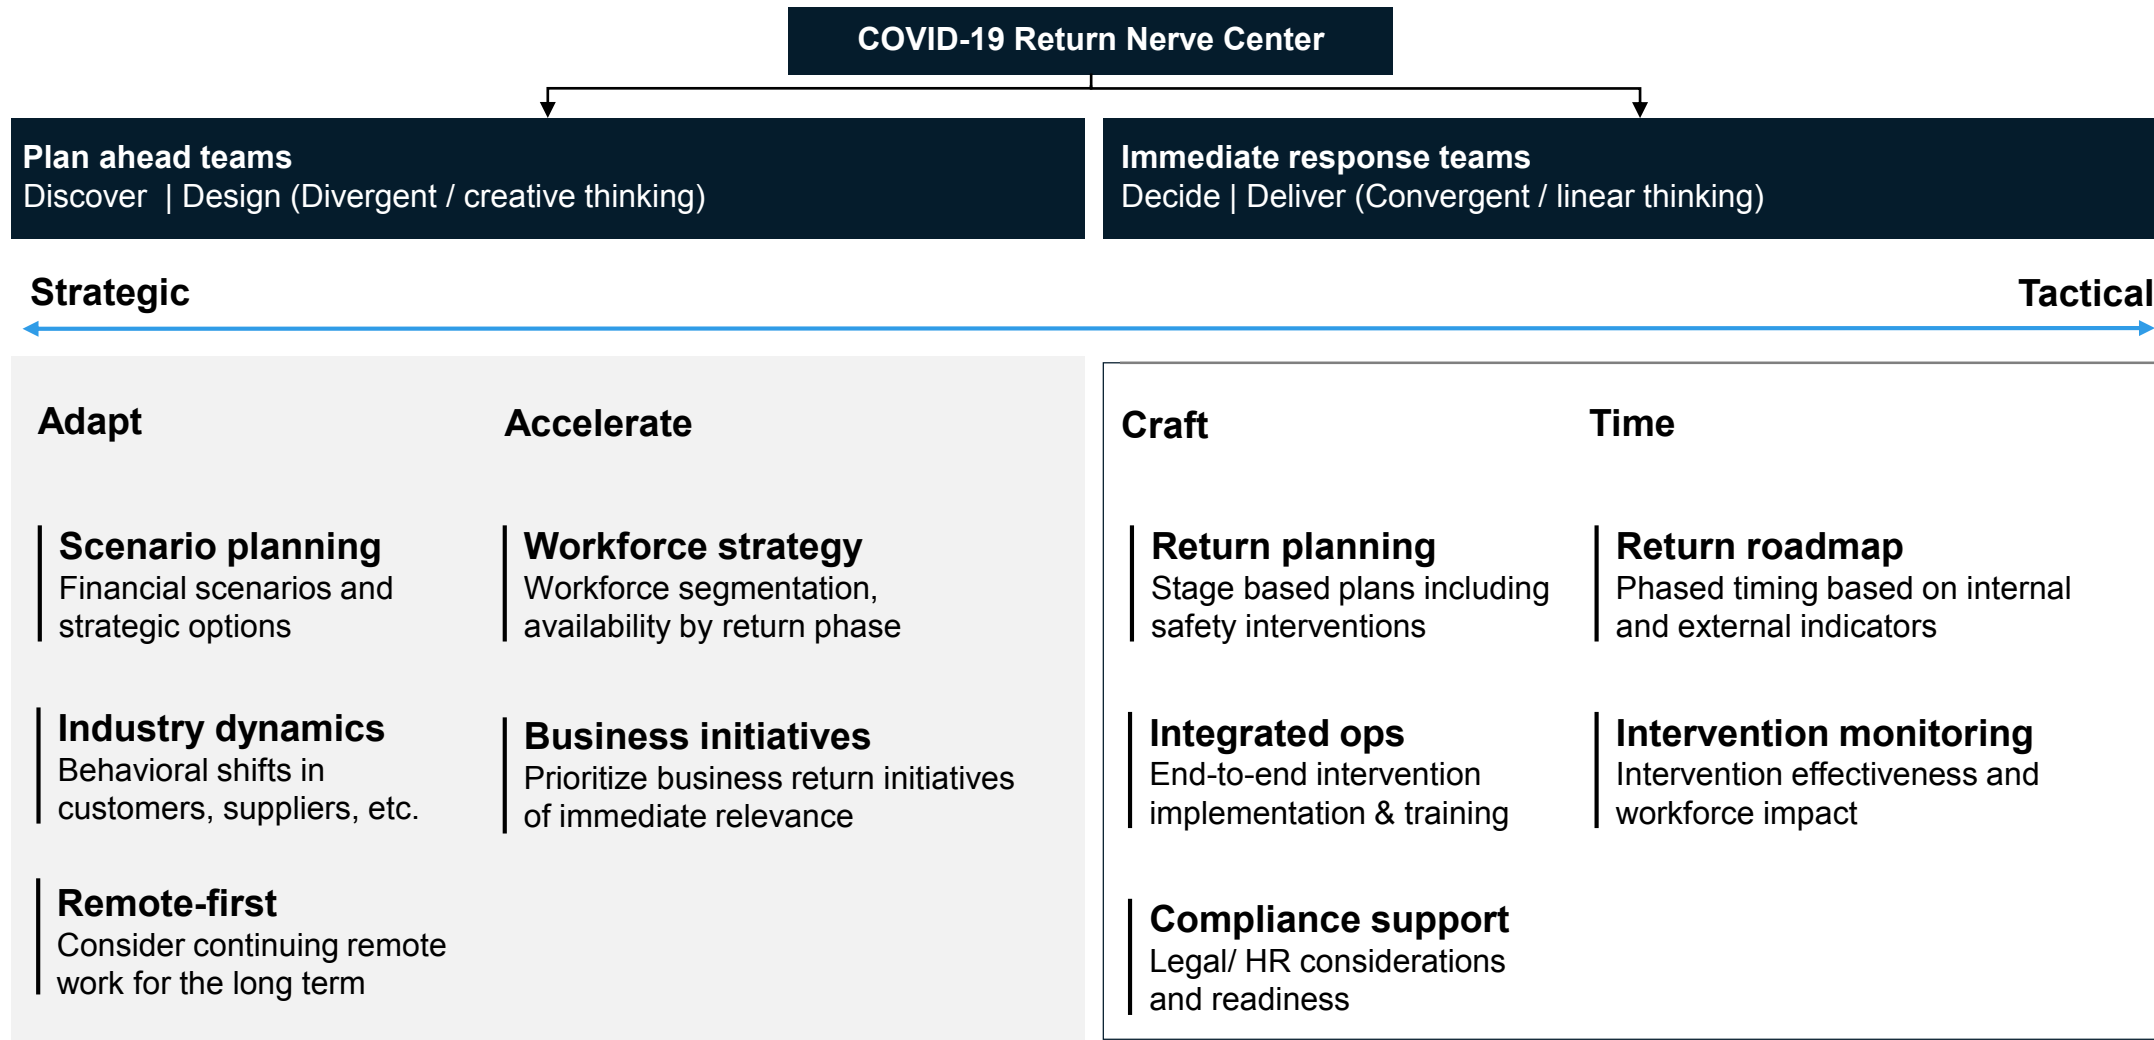 COVID-19 Return Nerve Center
Plan ahead teams
Discover | Design (Divergent / creative thinking)
Immediate response teams
Decide | Deliver (Convergent / linear thinking)
Strategic
Tactical
Adapt
Scenario planning
Financial scenarios and
strategic options
Industry dynamics
Behavioral shifts in
customers, suppliers, etc.
Remote-first
Consider continuing remote
work for the long term
Accelerate
Workforce strategy
Workforce segmentation,
availability by return phase
Business initiatives
Prioritize business return initiatives
of immediate relevance
Craft
Return planning
Stage based plans including
safety interventions
Integrated ops
End-to-end intervention
implementation & training
Compliance support
Legal/ HR considerations
and readiness
Time
Return roadmap
Phased timing based on internal
and external indicators
Intervention monitoring
Intervention effectiveness and
workforce impact